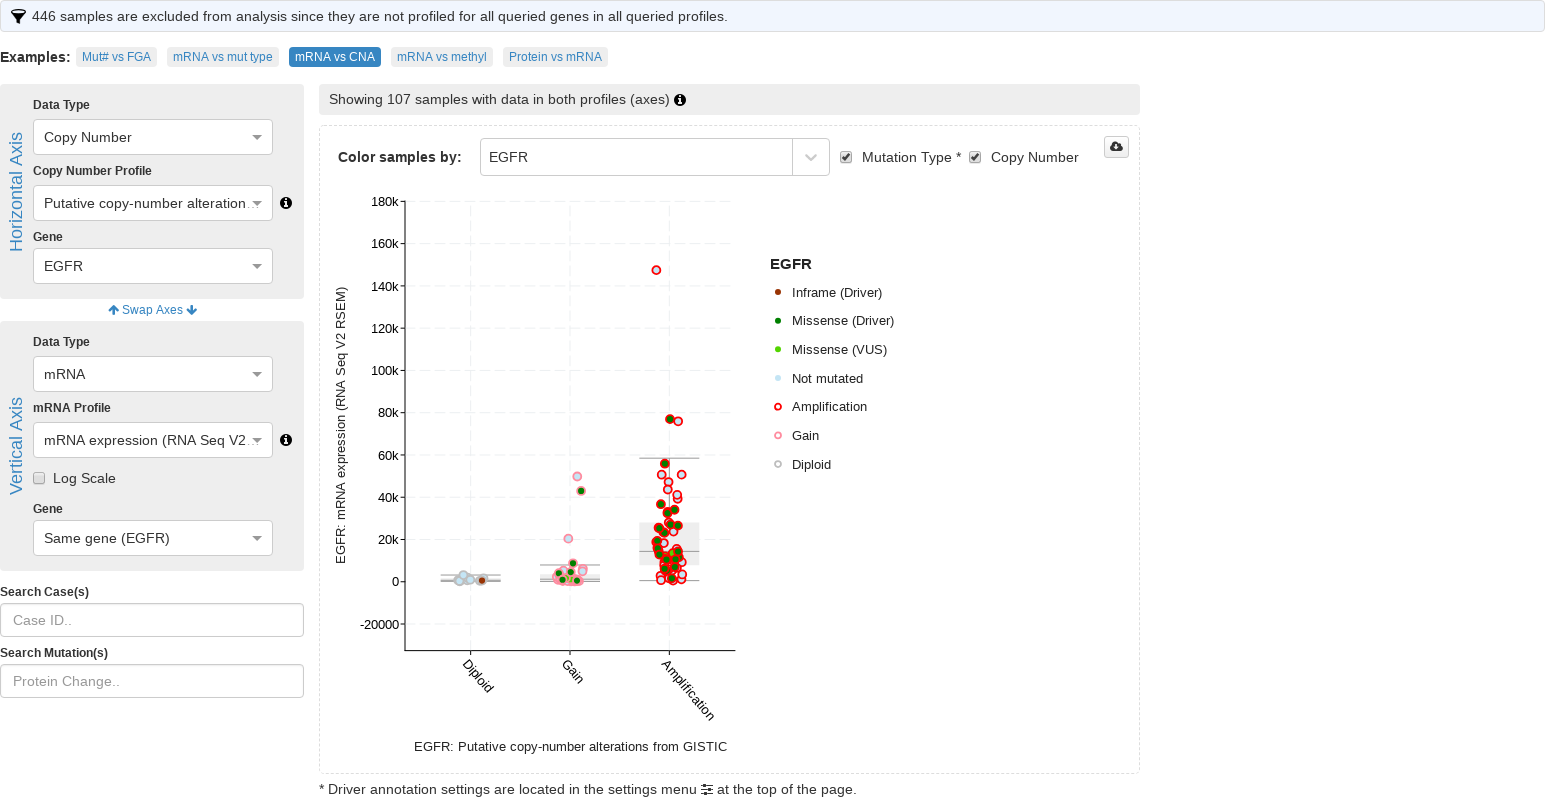 446 samples are excluded from analysis since they are not profiled for all queried genes in all queried profiles.
Examples: Mut# vs FGA mRNA vs mut type mRNA vs CNA mRNA vs methyl Protein vs mRNA
Horizontal Axis
Data Type
Copy Number
Copy Number Profile
Putative copy-number alteration…
Gene
EGFR
Swap Axes
Vertical Axis
Data Type
mRNA
mRNA Profile
mRNA expression (RNA Seq V2…
Log Scale
Gene
Same gene (EGFR)
Search Case(s)
Case ID..
Search Mutation(s)
Protein Change..
Showing 107 samples with data in both profiles (axes)
Color samples by: EGFR Mutation Type * Copy Number
EGFR: mRNA expression (RNA Seq V2 RSEM)
180k
160k
140k
120k
100k
80k
60k
40k
20k
0
-20000
Diploid
Gain
Amplification
EGFR: Putative copy-number alterations from GISTIC
EGFR
Inframe (Driver)
Missense (Driver)
Missense (VUS)
Not mutated
Amplification
Gain
Diploid
* Driver annotation settings are located in the settings menu at the top of the page.